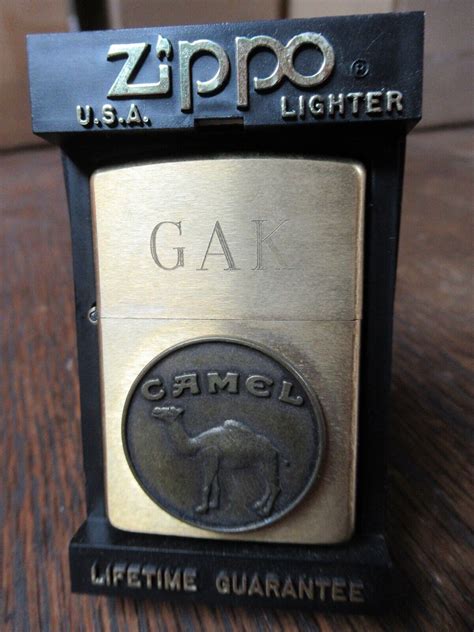 Zippo ®
U.S.A. LIGHTER
GAK
CAMEL
LIFETIME GUARANTEE